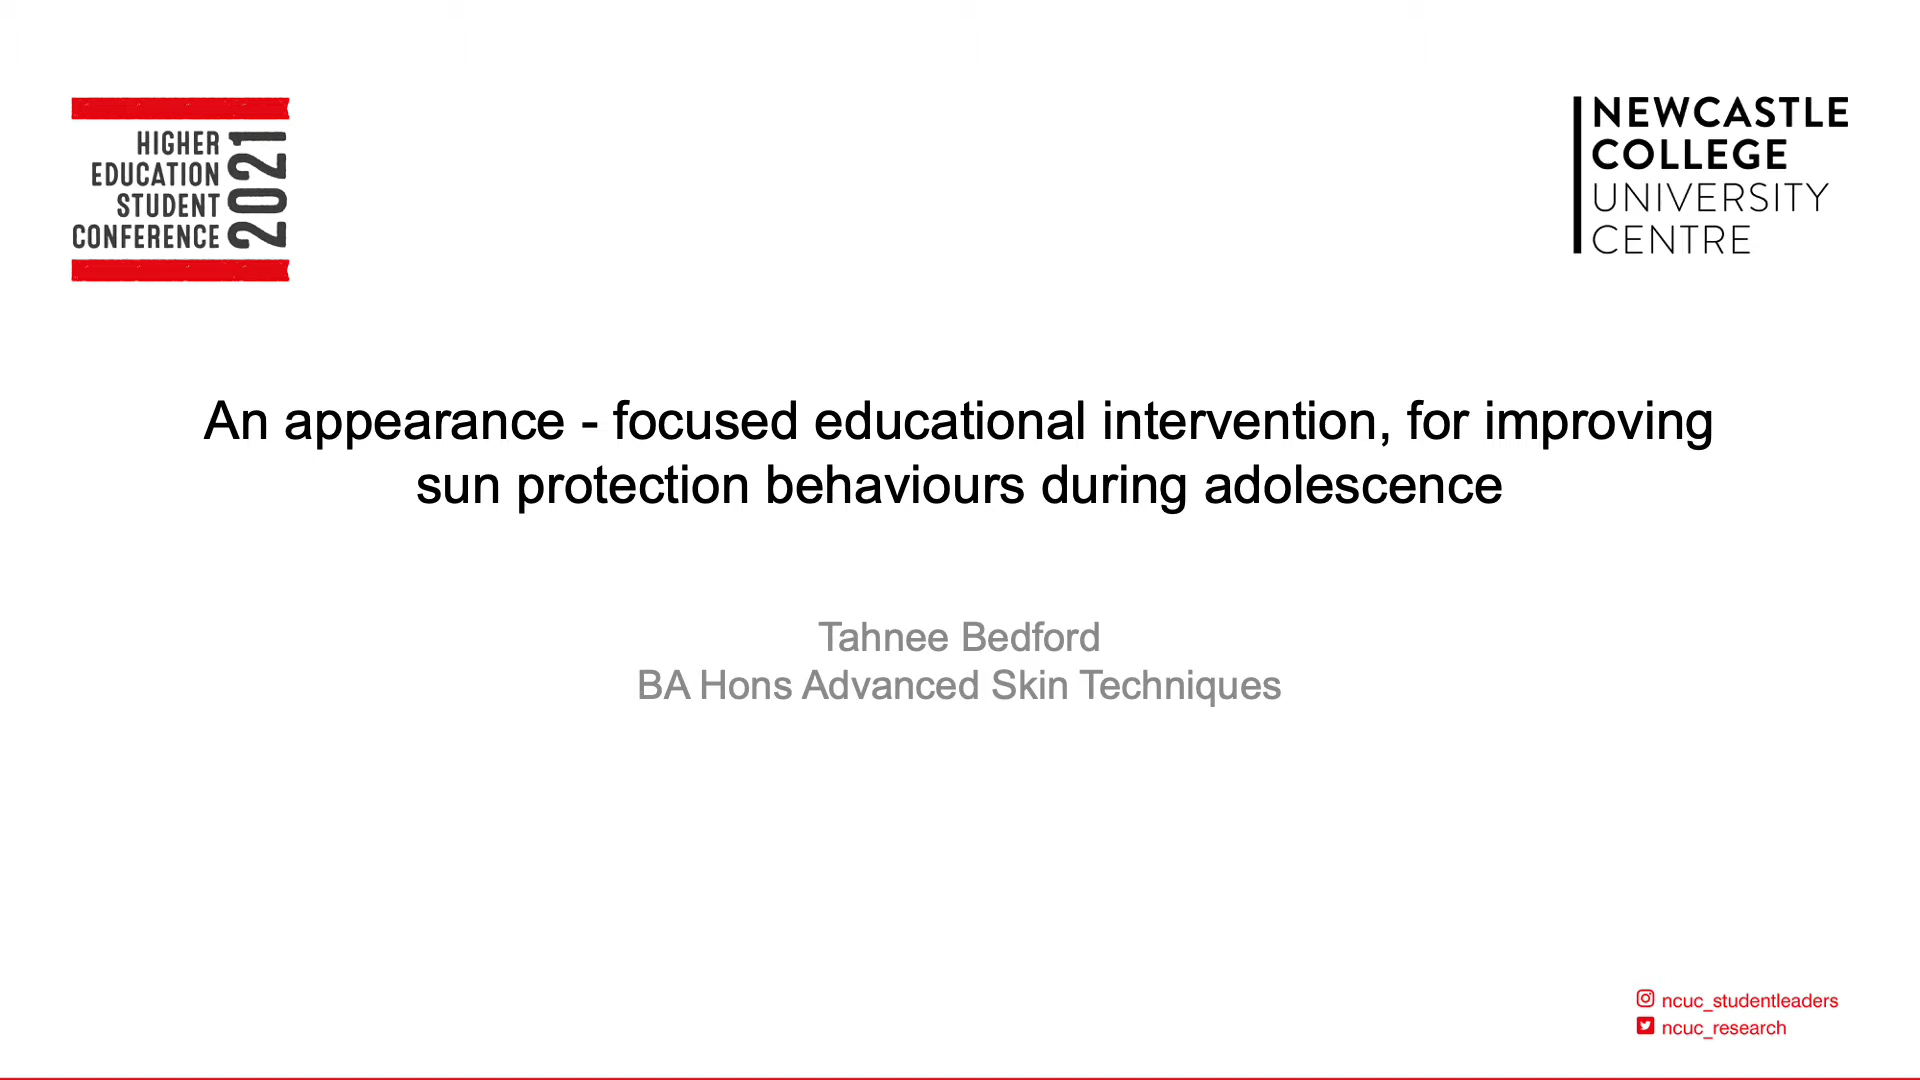 HIGHER
EDUCATION
STUDENT
CONFERENCE
2021
NEWCASTLE
COLLEGE
UNIVERSITY
CENTRE
An appearance - focused educational intervention, for improving
sun protection behaviours during adolescence
Tahnee Bedford
BA Hons Advanced Skin Techniques
ncuc_studentleaders
ncuc_research